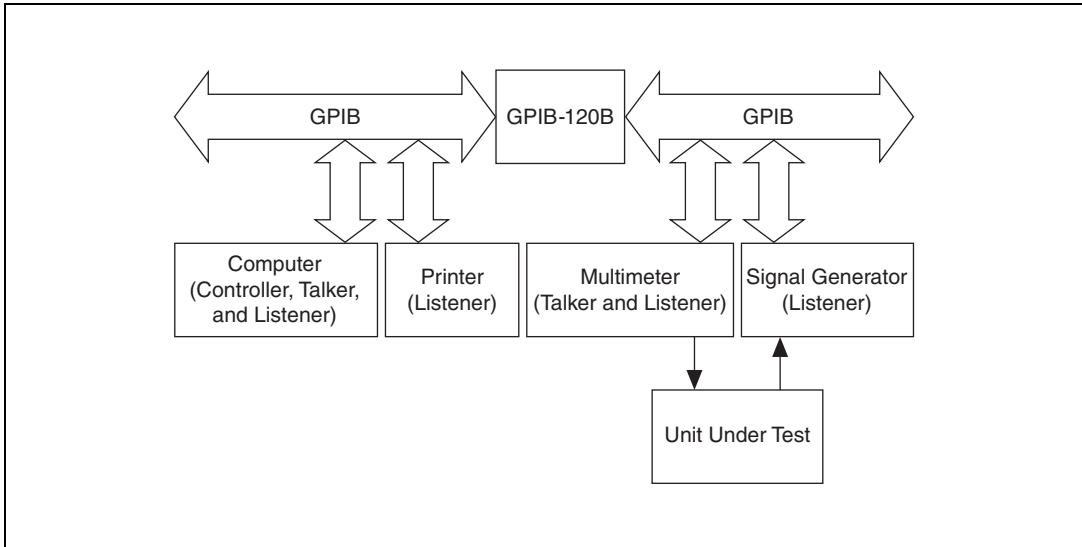 GPIB
GPIB-120B
GPIB
Computer
(Controller, Talker,
and Listener)
Printer
(Listener)
Multimeter
(Talker and Listener)
Signal Generator
(Listener)
Unit Under Test